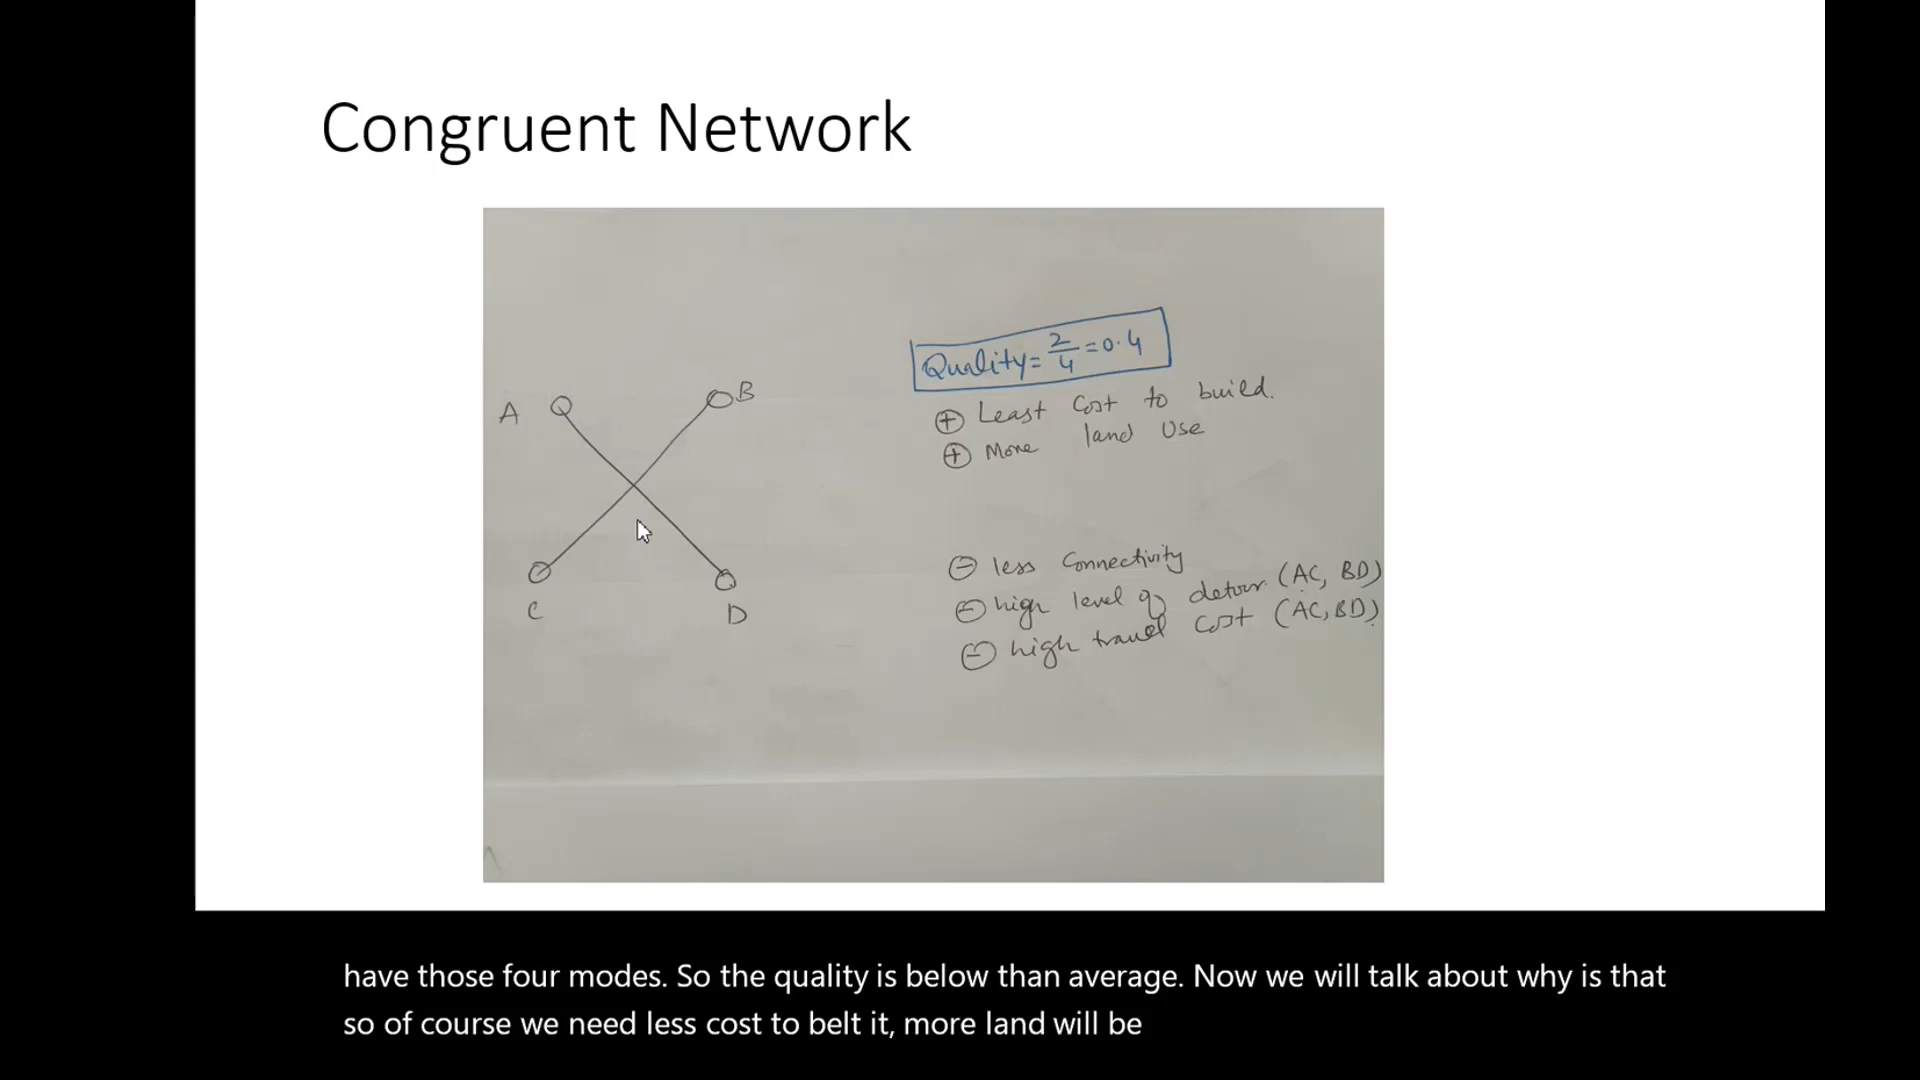 Congruent Network
Quality = 2/4 = 0.4
⊕ Least Cost to build.
⊕ More land Use
A
B
C
D
⊖ less Connectivity
⊖ high level of detour (AC, BD)
⊖ high travel cost (AC, BD)
have those four modes. So the quality is below than average. Now we will talk about why is that
so of course we need less cost to belt it, more land will be